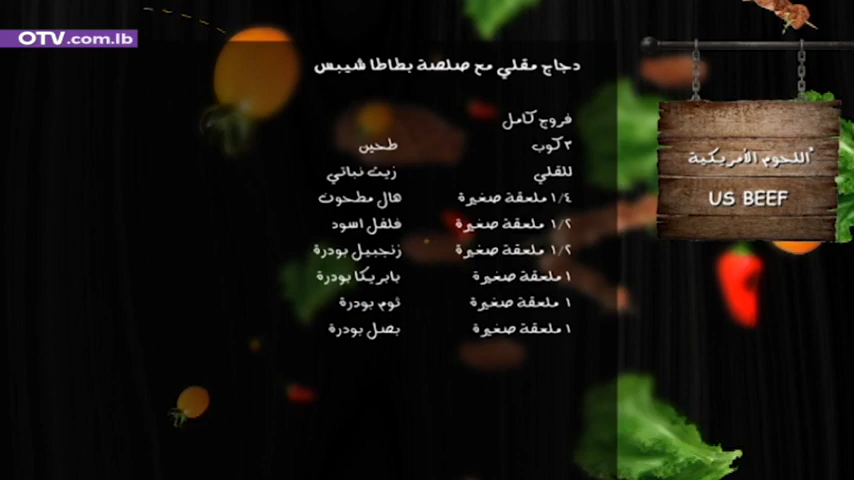 OTV.com.lb
دجاج مقلي مع صلصة بطاطا شيبس
فروج كامل
٣ كوب طحين
للقلي زيت نباتي
١/٤ ملعقة صغيرة هال مطحون
١/٢ ملعقة صغيرة فلفل اسود
١/٢ ملعقة صغيرة زنجبيل بودرة
١ ملعقة صغيرة بابريكا بودرة
١ ملعقة صغيرة ثوم بودرة
١ ملعقة صغيرة بصل بودرة
اللحوم الأمريكية
US BEEF